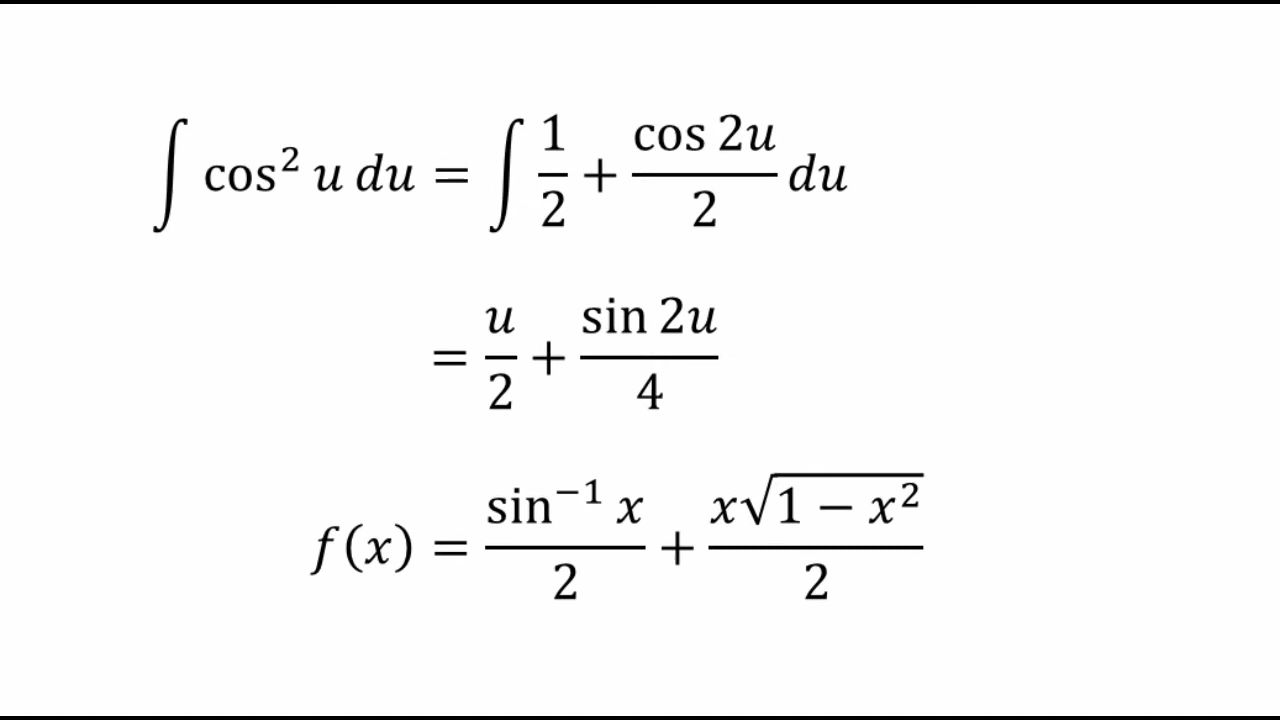 ∫ cos² u du = ∫ 1/2 + (cos 2u)/2 du
= u/2 + (sin 2u)/4
f(x) = (sin⁻¹ x)/2 + (x√(1 − x²))/2